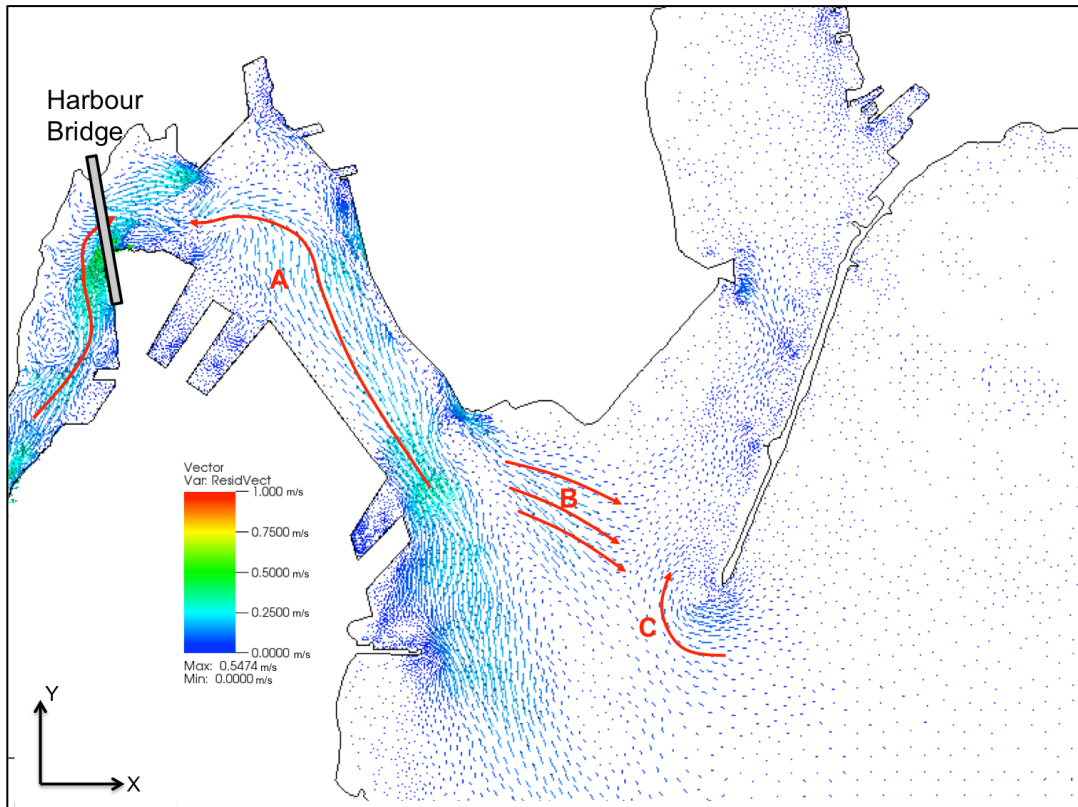 Harbour
Bridge
A
B
C
Vector
Var: ResidVect
1.000 m/s
0.7500 m/s
0.5000 m/s
0.2500 m/s
0.0000 m/s
Max: 0.5474 m/s
Min: 0.0000 m/s
Y
X